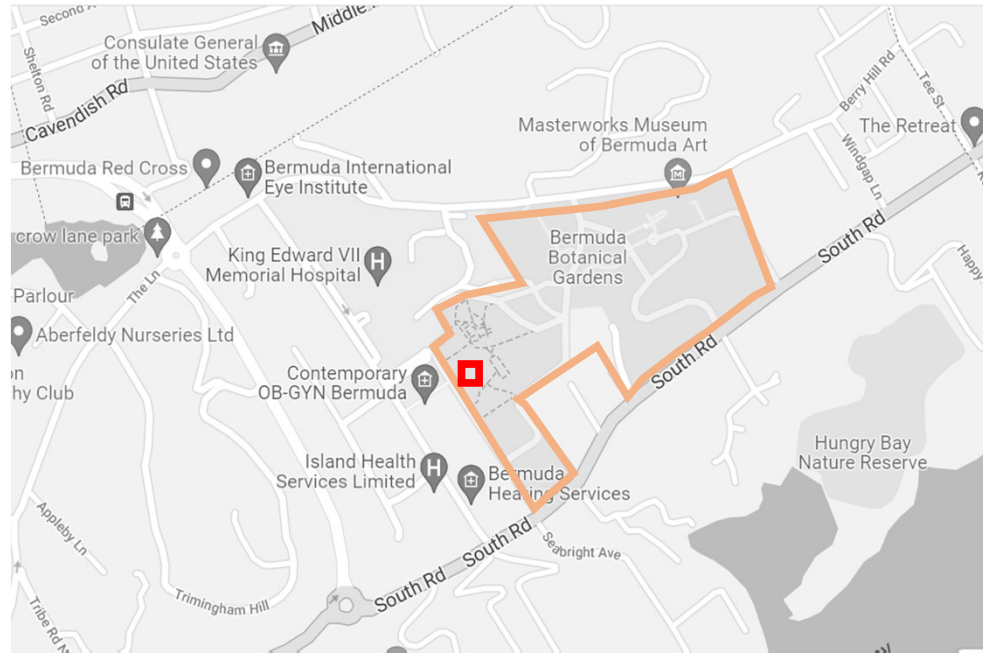 Second A
Middle
Shelton Rd
Consulate General
of the United States
Cavendish Rd
Berry Hill Rd
Tee St
Masterworks Museum
of Bermuda Art
The Retreat
Windgap Ln
Bermuda Red Cross
Bermuda International
Eye Institute
crow lane park
The Ln
King Edward VII
Memorial Hospital
Bermuda
Botanical
Gardens
South Rd
Happy
Parlour
Aberfeldy Nurseries Ltd
on
hy Club
South Rd
Contemporary
OB-GYN Bermuda
Hungry Bay
Nature Reserve
Island Health
Services Limited
Bermuda
Hearing Services
Appleby Ln
South Rd
Seabright Ave
South Rd
Trimingham Hill
Tribe Rd N
H
H
M